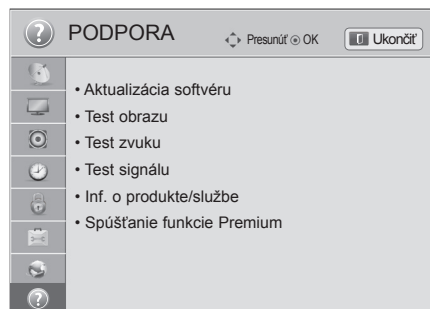 PODPORA
Presunúť OK
Ukončiť
• Aktualizácia softvéru
• Test obrazu
• Test zvuku
• Test signálu
• Inf. o produkte/službe
• Spúšťanie funkcie Premium